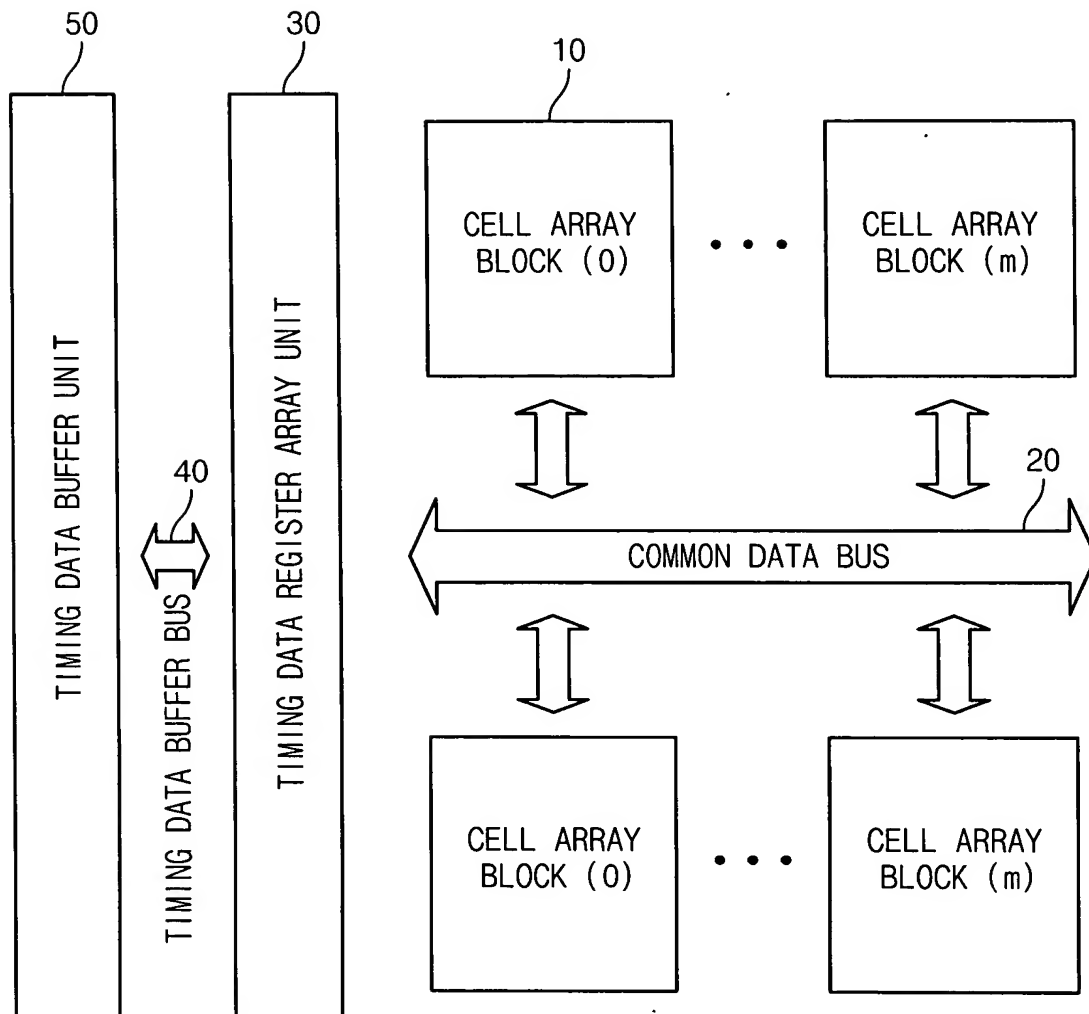 50
30
10
TIMING DATA BUFFER UNIT
40
TIMING DATA BUFFER BUS
TIMING DATA REGISTER ARRAY UNIT
CELL ARRAY
BLOCK (0)
• • •
CELL ARRAY
BLOCK (m)
20
COMMON DATA BUS
CELL ARRAY
BLOCK (0)
• • •
CELL ARRAY
BLOCK (m)